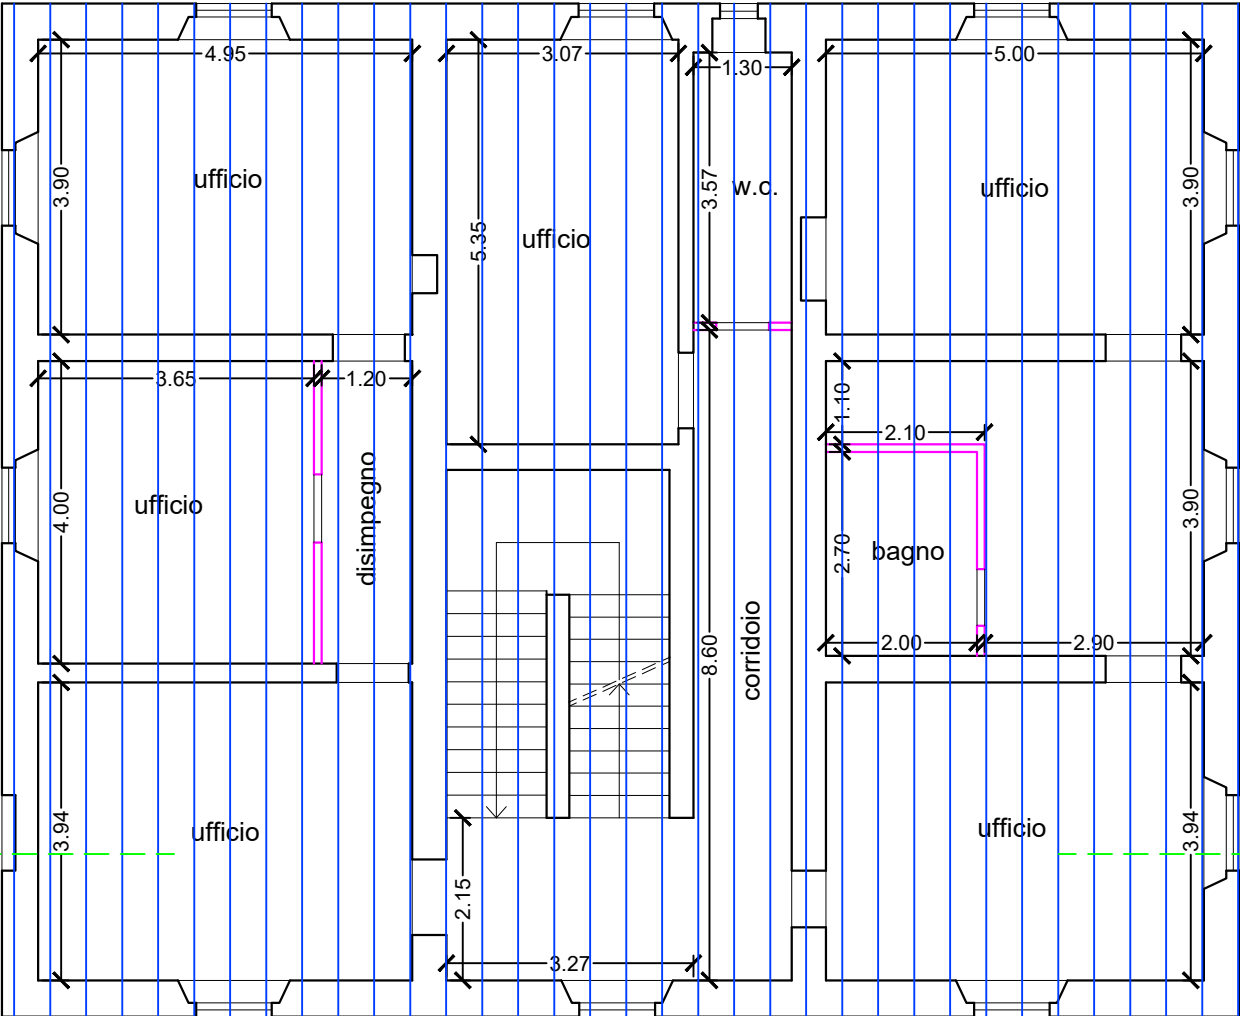 4.95
3.07
1.30
5.00
3.90
ufficio
5.35
ufficio
3.57
w.c.
ufficio
3.90
3.65
1.20
ufficio
4.00
disimpegno
1.10
2.10
2.70
bagno
3.90
2.00
2.90
8.60
corridoio
3.94
ufficio
2.15
3.27
ufficio
3.94